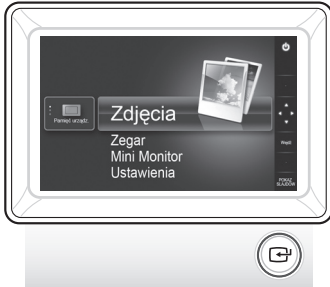 Zdjęcia
Pamięć urządz.
Zegar
Mini Monitor
Ustawienia
Wejdź
POKAZ
SLAJDÓW